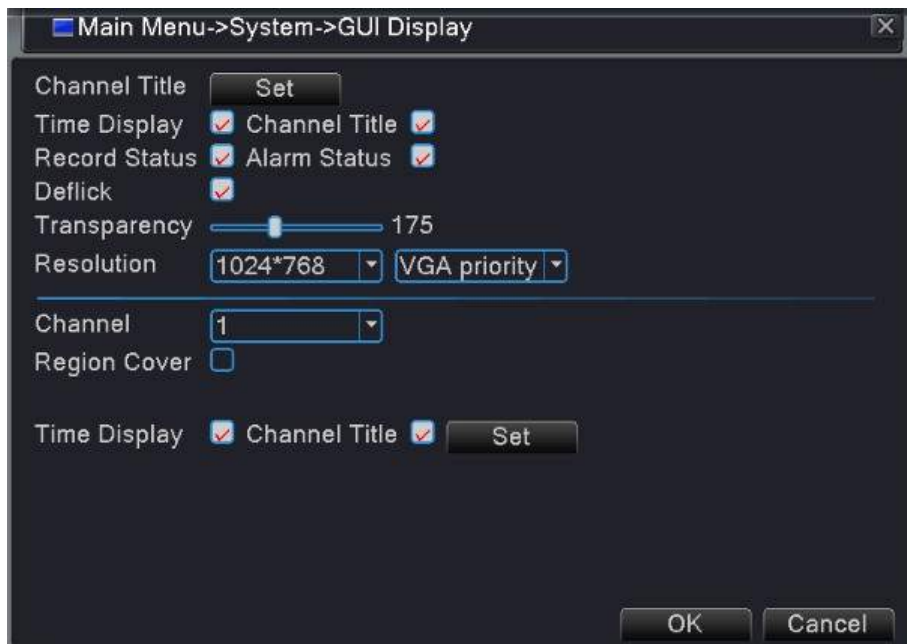 Main Menu->System->GUI Display
Channel Title Set
Time Display Channel Title
Record Status Alarm Status
Deflick
Transparency 175
Resolution 1024*768 VGA priority
Channel 1
Region Cover
Time Display Channel Title Set
OK Cancel